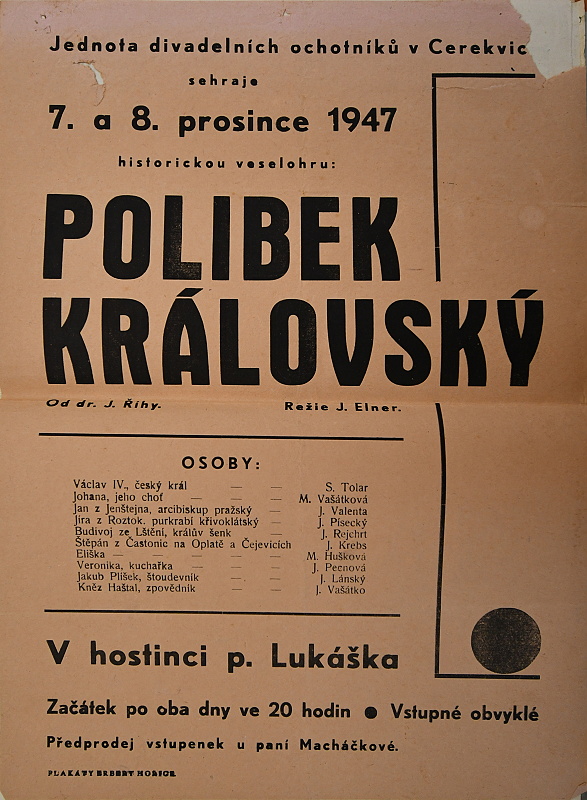 Jednota divadelních ochotníků v Cerekvic
sehraje
7. a 8. prosince 1947
historickou veselohru:
POLIBEK
KRÁLOVSKÝ
Od dr. J. Říhy. Režie J. Elner.
OSOBY:
Václav IV., český král — — S. Tolar
Johana, jeho choť — — — M. Vašátková
Jan z Jenštejna, arcibiskup pražský — J. Valenta
Jíra z Roztok. purkrabí křivoklátský — J. Písecký
Budivoj ze Lštění, králův šenk — — J. Rejchrt
Štěpán z Častonic na Oplatě a Čejevicích J. Krebs
Eliška — — — — M. Hušková
Veronika, kuchařka — — — J. Pecnová
Jakub Plíšek, štoudevník — — J. Lánský
Kněz Haštal, zpovědník — — J. Vašátko
V hostinci p. Lukáška
Začátek po oba dny ve 20 hodin ● Vstupné obvyklé
Předprodej vstupenek u paní Macháčkové.
PLAKÁTY ERBERT HOŘICE